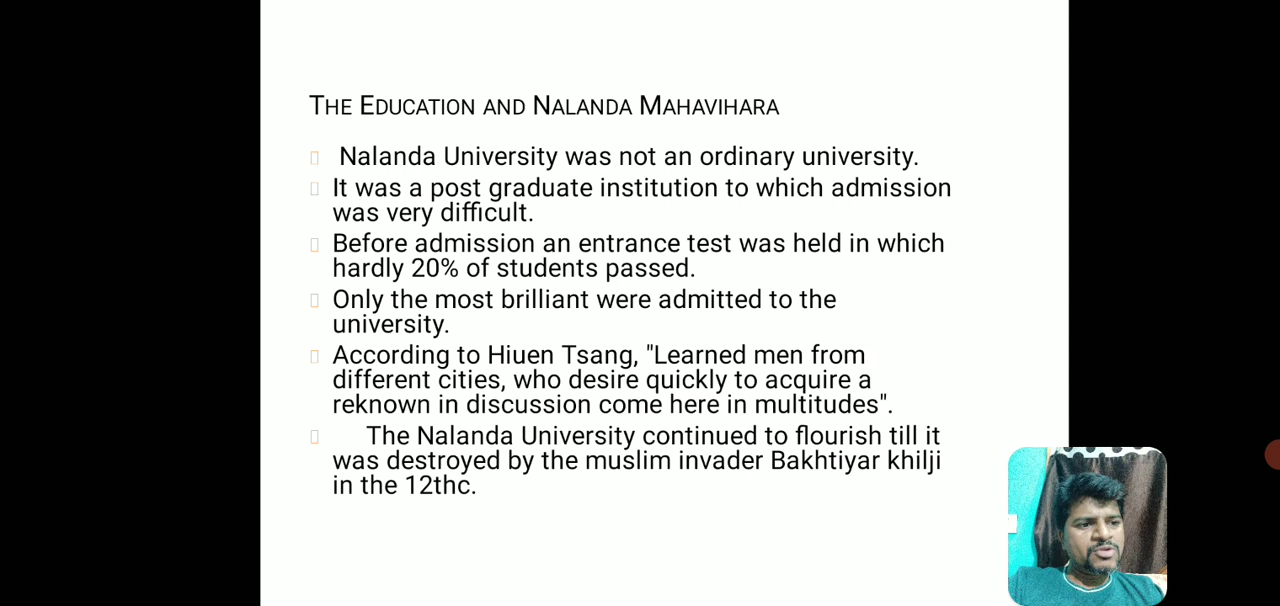 The Education and Nalanda Mahavihara
Nalanda University was not an ordinary university.
It was a post graduate institution to which admission
was very difficult.
Before admission an entrance test was held in which
hardly 20% of students passed.
Only the most brilliant were admitted to the
university.
According to Hiuen Tsang, "Learned men from
different cities, who desire quickly to acquire a
reknown in discussion come here in multitudes".
The Nalanda University continued to flourish till it
was destroyed by the muslim invader Bakhtiyar khilji
in the 12thc.